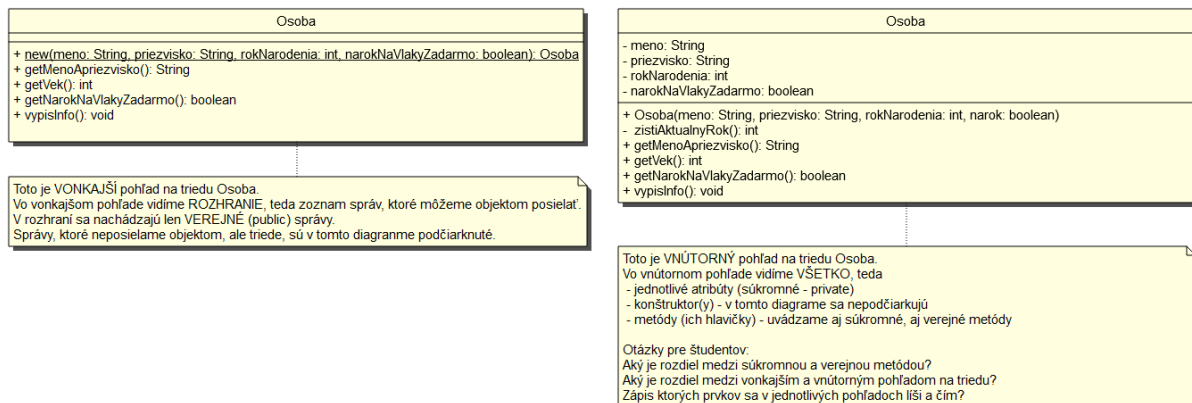 Osoba
+ new(meno: String, priezvisko: String, rokNarodenia: int, narokNaVlakyZadarmo: boolean): Osoba
+ getMenoApriezvisko(): String
+ getVek(): int
+ getNarokNaVlakyZadarmo(): boolean
+ vypisInfo(): void
Toto je VONKAJŠÍ pohľad na triedu Osoba.
Vo vonkajšom pohľade vidíme ROZHRANIE, teda zoznam správ, ktoré môžeme objektom posielať.
V rozhraní sa nachádzajú len VEREJNÉ (public) správy.
Správy, ktoré neposielame objektom, ale triede, sú v tomto diagranme podčiarknuté.
Osoba
- meno: String
- priezvisko: String
- rokNarodenia: int
- narokNaVlakyZadarmo: boolean
+ Osoba(meno: String, priezvisko: String, rokNarodenia: int, narok: boolean)
- zistiAktualnyRok(): int
+ getMenoApriezvisko(): String
+ getVek(): int
+ getNarokNaVlakyZadarmo(): boolean
+ vypisInfo(): void
Toto je VNÚTORNÝ pohľad na triedu Osoba.
Vo vnútornom pohľade vidíme VŠETKO, teda
- jednotlivé atribúty (súkromné - private)
- konštruktor(y) - v tomto diagrame sa nepodčiarkujú
- metódy (ich hlavičky) - uvádzame aj súkromné, aj verejné metódy
Otázky pre študentov:
Aký je rozdiel medzi súkromnou a verejnou metódou?
Aký je rozdiel medzi vonkajším a vnútorným pohľadom na triedu?
Zápis ktorých prvkov sa v jednotlivých pohľadoch líši a čím?